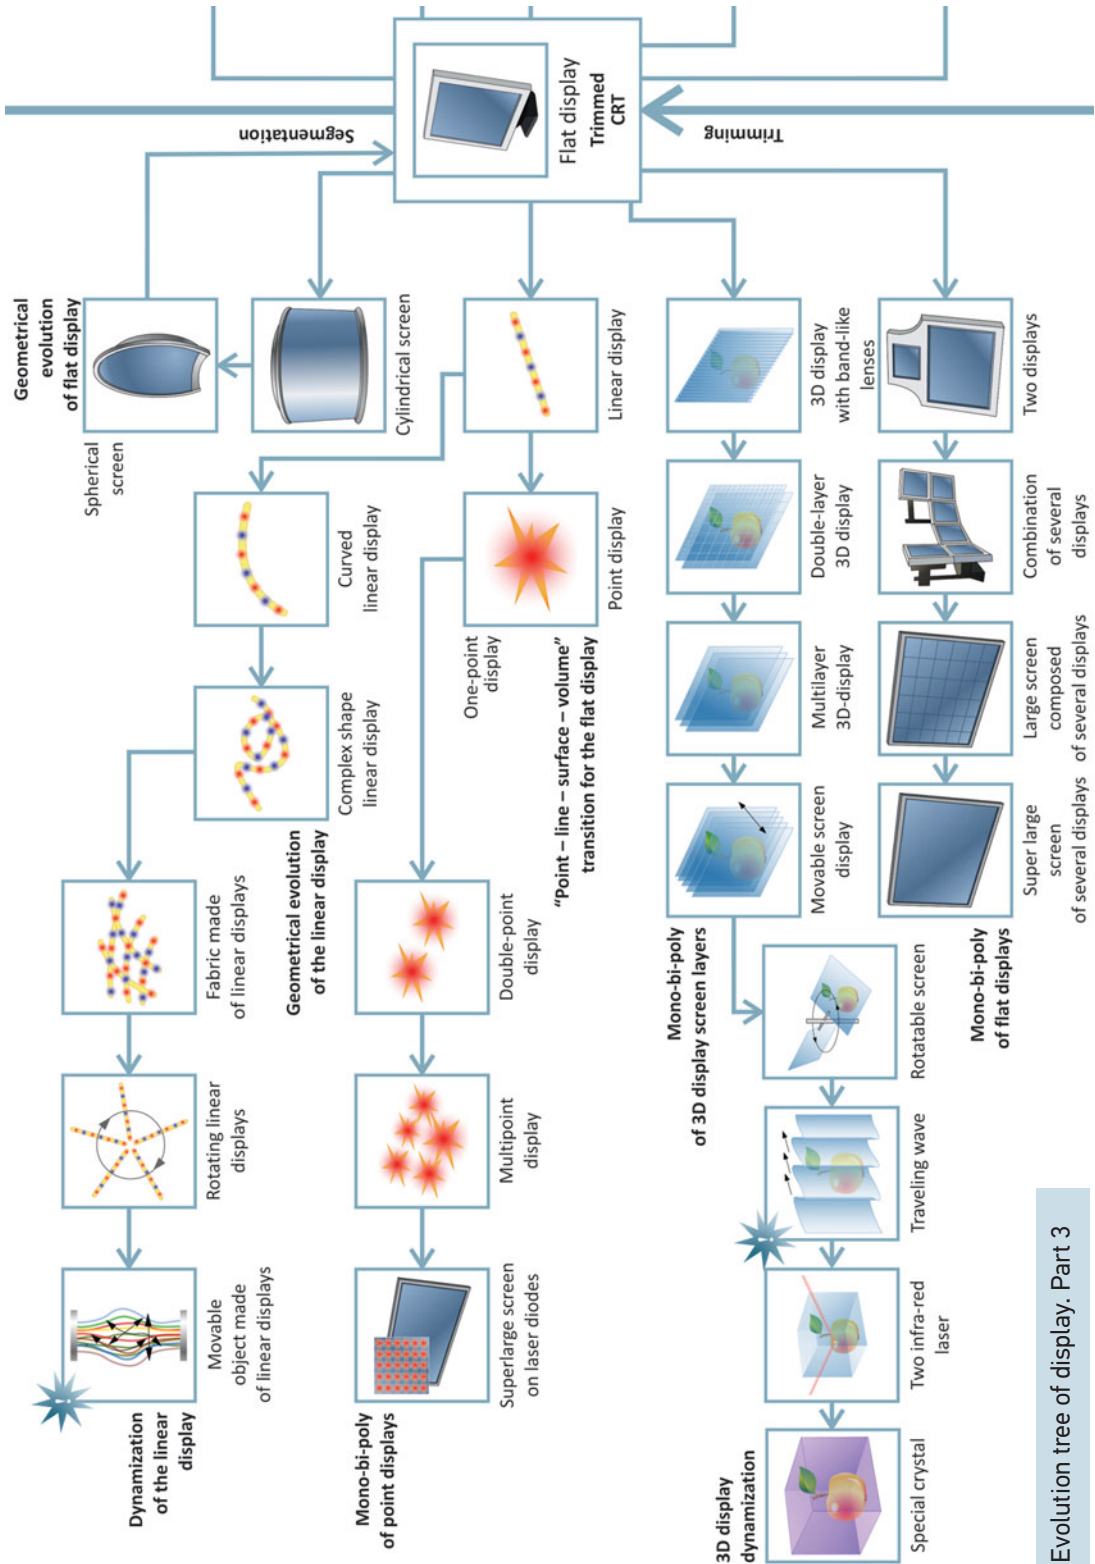 Flat display
Trimmed
CRT
Segmentation
Trimming
Geometrical
evolution
of flat display
Spherical
screen
Cylindrical screen
Linear display
3D display
with band-like
lenses
Two displays
Curved
linear display
Point display
One-point
display
"Point – line – surface – volume"
transition for the flat display
Double-layer
3D display
Combination
of several
displays
Complex shape
linear display
Geometrical evolution
of the linear display
Multilayer
3D-display
Large screen
composed
of several displays
Movable screen
display
Super large
screen
of several displays
Fabric made
of linear displays
Double-point
display
Mono-bi-poly
of 3D display screen layers
Mono-bi-poly
of flat displays
Rotatable screen
Rotating linear
displays
Multipoint
display
Traveling wave
Movable
object made
of linear displays
Dynamization
of the linear
display
Superlarge screen
on laser diodes
Mono-bi-poly
of point displays
Two infra-red
laser
3D display
dynamization
Special crystal
Evolution tree of display. Part 3